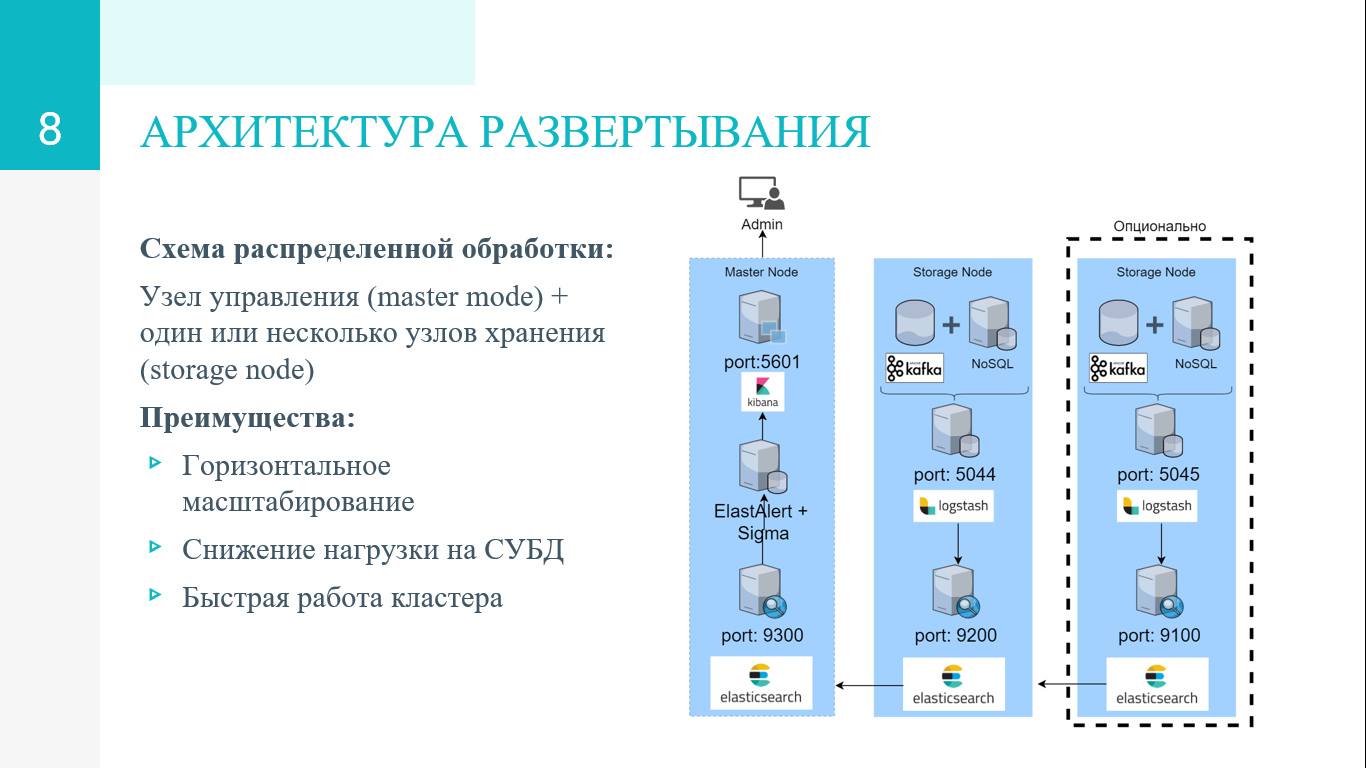 8
АРХИТЕКТУРА РАЗВЕРТЫВАНИЯ
Схема распределенной обработки:
Узел управления (master mode) +
один или несколько узлов хранения
(storage node)
Преимущества:
Горизонтальное
масштабирование
Снижение нагрузки на СУБД
Быстрая работа кластера
Admin
Master Node
port:5601
kibana
ElastAlert +
Sigma
port: 9300
elasticsearch
Storage Node
+
kafka
NoSQL
port: 5044
logstash
port: 9200
elasticsearch
Опционально
Storage Node
+
kafka
NoSQL
port: 5045
logstash
port: 9100
elasticsearch